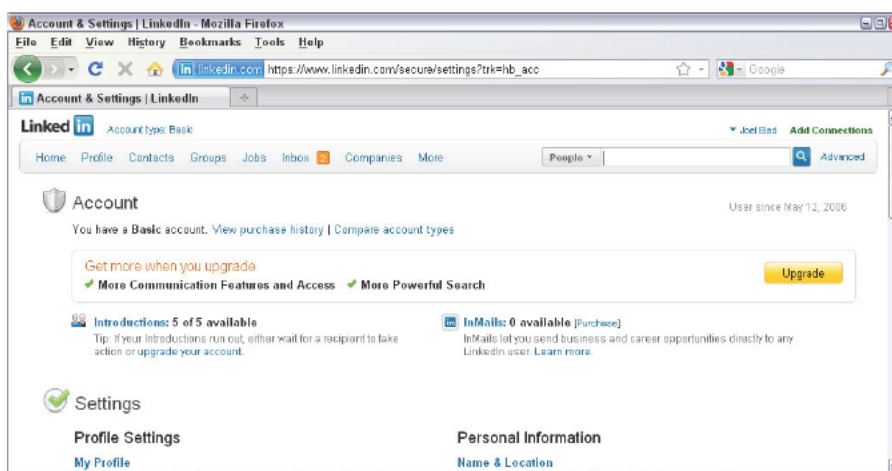 Account & Settings | LinkedIn - Mozilla Firefox
File Edit View History Bookmarks Tools Help
linkedin.com https://www.linkedin.com/secure/settings?trk=hb_acc Google
Account & Settings | LinkedIn
Linked in Account type: Basic Joel Elad Add Connections
Home Profile Contacts Groups Jobs Inbox 2 Companies More People Advanced
Account
User since May 12, 2006
You have a Basic account. View purchase history | Compare account types
Get more when you upgrade
More Communication Features and Access More Powerful Search Upgrade
Introductions: 5 of 5 available
Tip: If your Introductions run out, either wait for a recipient to take
action or upgrade your account.
InMails: 0 available [Purchase]
InMails let you send business and career opportunities directly to any
LinkedIn user. Learn more.
Settings
Profile Settings Personal Information
My Profile Name & Location